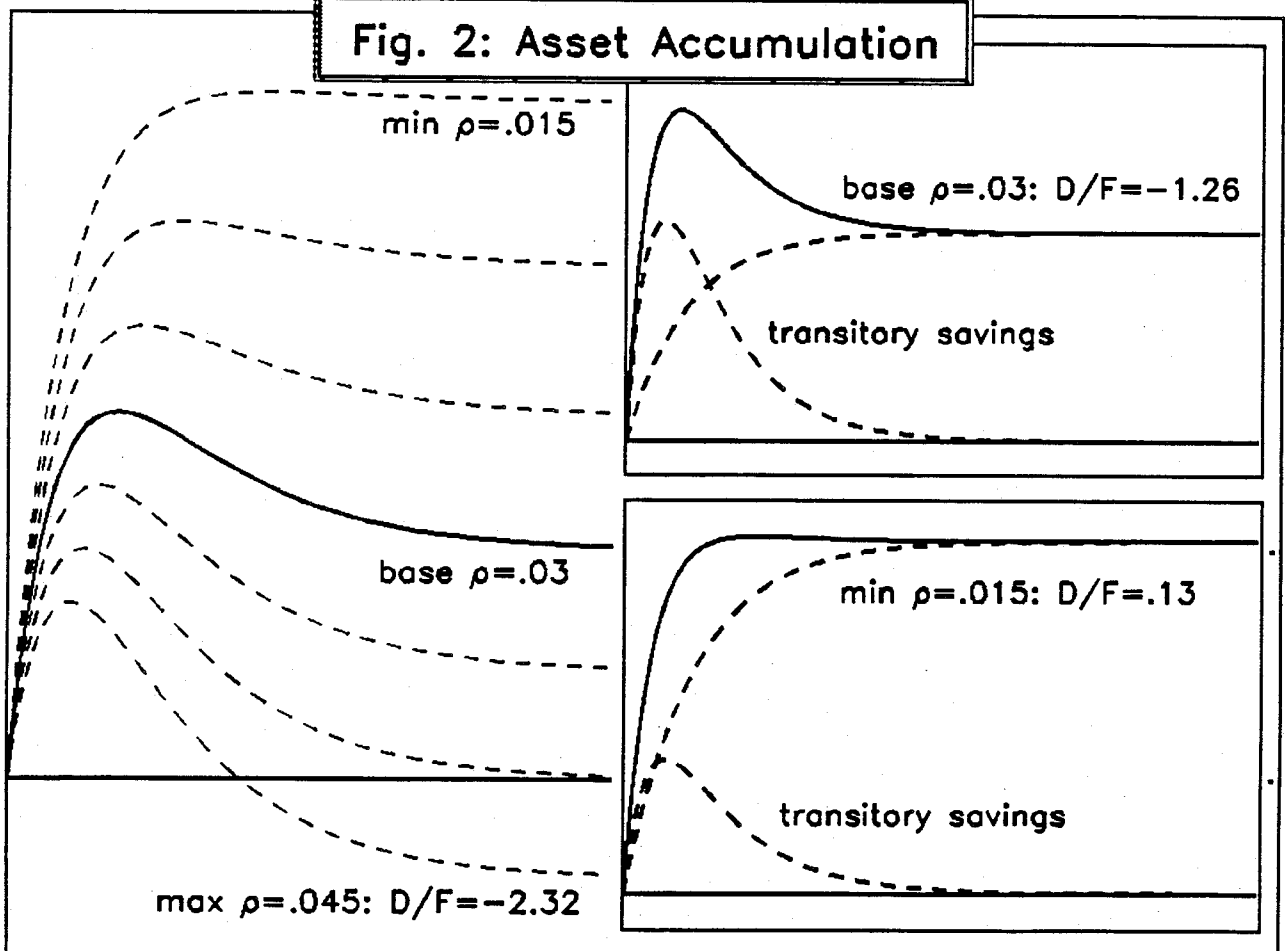 Fig. 2: Asset Accumulation
min ρ=.015
base ρ=.03
max ρ=.045: D/F=−2.32
base ρ=.03: D/F=−1.26
transitory savings
min ρ=.015: D/F=.13
transitory savings